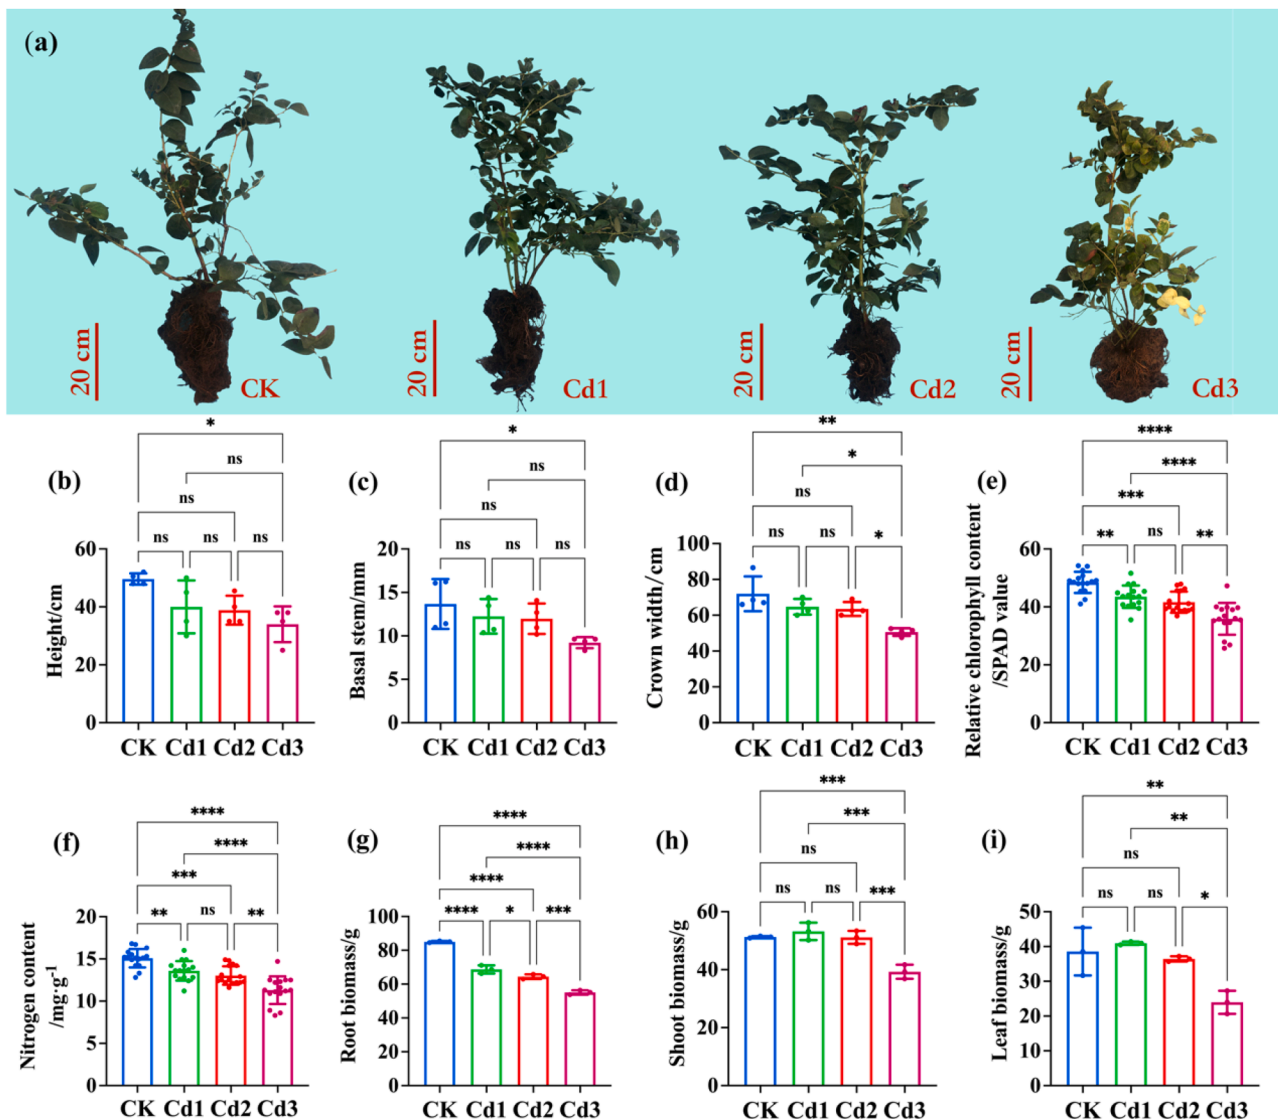 (a)
20 cm CK
20 cm Cd1
20 cm Cd2
20 cm Cd3
(b)
*
ns
ns
ns ns ns
Height/cm
60
40
20
0
CK Cd1 Cd2 Cd3
(c)
*
ns
ns
ns ns ns
Basal stem/mm
20
15
10
5
0
CK Cd1 Cd2 Cd3
(d)
**
*
ns
ns ns *
Crown width/cm
100
80
60
40
20
0
CK Cd1 Cd2 Cd3
(e)
****
****
***
** ns **
Relative chlorophyll content
/SPAD value
60
40
20
0
CK Cd1 Cd2 Cd3
(f)
****
****
***
** ns **
Nitrogen content
/mg·g⁻¹
20
15
10
5
0
CK Cd1 Cd2 Cd3
(g)
****
****
****
**** * ***
Root biomass/g
100
80
60
40
20
0
CK Cd1 Cd2 Cd3
(h)
***
***
ns
ns ns ***
Shoot biomass/g
60
40
20
0
CK Cd1 Cd2 Cd3
(i)
**
**
ns
ns ns *
Leaf biomass/g
50
40
30
20
10
0
CK Cd1 Cd2 Cd3